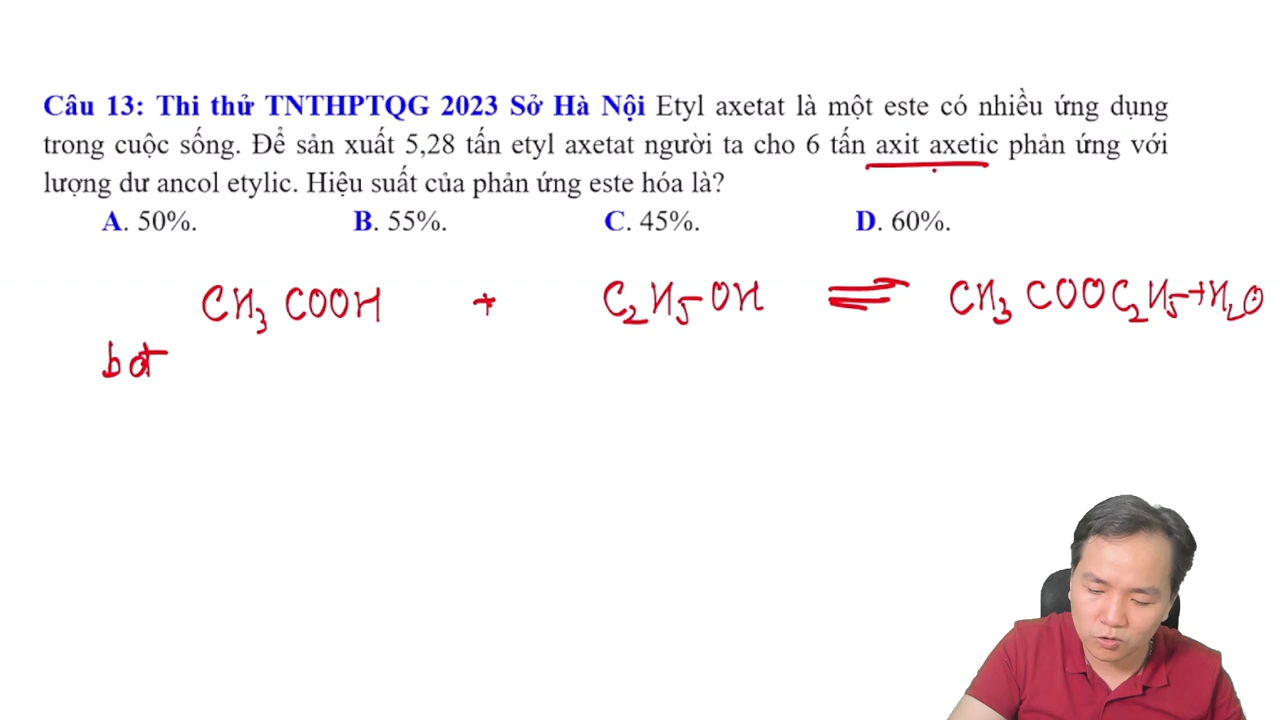 Câu 13: Thi thử TNTHPTQG 2023 Sở Hà Nội Etyl axetat là một este có nhiều ứng dụng
trong cuộc sống. Để sản xuất 5,28 tấn etyl axetat người ta cho 6 tấn axit axetic phản ứng với
lượng dư ancol etylic. Hiệu suất của phản ứng este hóa là?
A. 50%. B. 55%. C. 45%. D. 60%.
CH₃COOH + C₂H₅OH ⇌ CH₃COOC₂H₅+H₂O